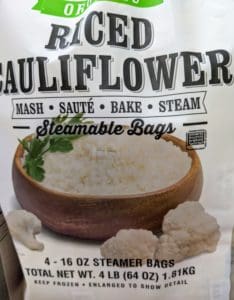 RICED
CAULIFLOWER
MASH • SAUTÉ • BAKE • STEAM
Steamable Bags
4 - 16 OZ STEAMER BAGS
TOTAL NET WT. 4 LB (64 OZ) 1.81KG
KEEP FROZEN • ENLARGED TO SHOW DETAIL